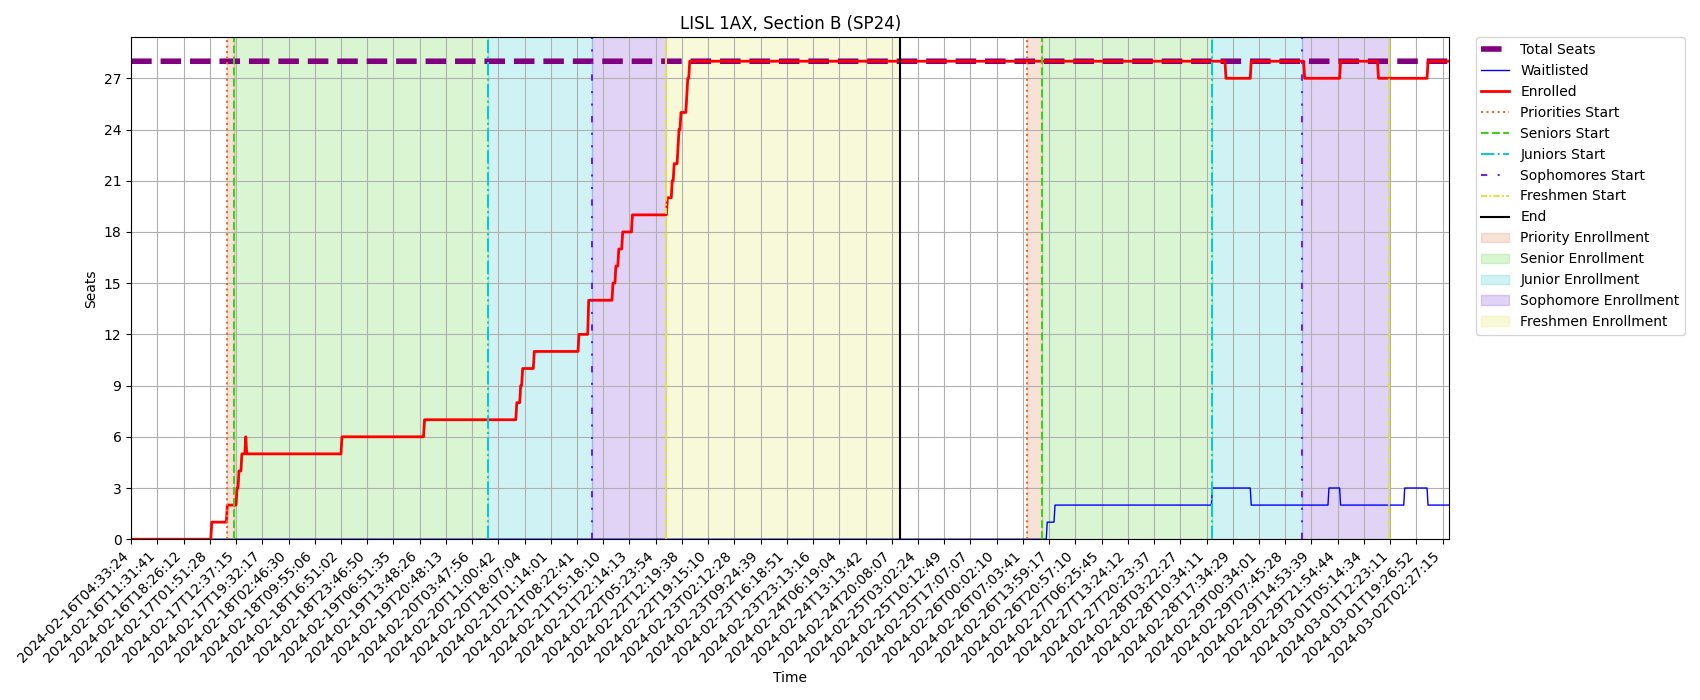 LISL 1AX, Section B (SP24)
Seats
27
24
21
18
15
12
9
6
3
0
2024-02-16T04:33:24
2024-02-16T11:31:41
2024-02-16T18:26:12
2024-02-17T01:51:28
2024-02-17T12:37:15
2024-02-17T19:32:17
2024-02-18T02:46:30
2024-02-18T09:55:06
2024-02-18T16:51:02
2024-02-18T23:46:50
2024-02-19T06:51:35
2024-02-19T13:48:26
2024-02-19T20:48:13
2024-02-20T03:47:56
2024-02-20T11:00:42
2024-02-20T18:07:04
2024-02-21T01:14:01
2024-02-21T08:22:41
2024-02-21T15:18:10
2024-02-21T22:14:13
2024-02-22T05:23:54
2024-02-22T12:19:38
2024-02-22T19:15:10
2024-02-23T02:12:28
2024-02-23T09:24:39
2024-02-23T16:18:51
2024-02-23T23:13:16
2024-02-24T06:19:04
2024-02-24T13:13:42
2024-02-24T20:08:07
2024-02-25T03:02:24
2024-02-25T10:12:49
2024-02-25T17:07:07
2024-02-26T00:02:10
2024-02-26T07:03:41
2024-02-26T13:59:17
2024-02-26T20:57:10
2024-02-27T06:25:45
2024-02-27T13:24:12
2024-02-27T20:23:37
2024-02-28T03:22:27
2024-02-28T10:34:11
2024-02-28T17:34:29
2024-02-29T00:34:01
2024-02-29T07:45:28
2024-02-29T14:53:39
2024-02-29T21:54:44
2024-03-01T05:14:34
2024-03-01T12:23:11
2024-03-01T19:26:52
2024-03-02T02:27:15
Time
Total Seats
Waitlisted
Enrolled
Priorities Start
Seniors Start
Juniors Start
Sophomores Start
Freshmen Start
End
Priority Enrollment
Senior Enrollment
Junior Enrollment
Sophomore Enrollment
Freshmen Enrollment